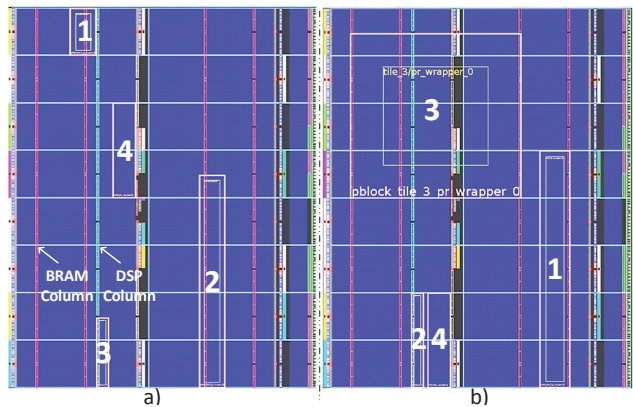 1
4
2
BRAM
Column
DSP
Column
3
a)
tile_3/pr_wrapper_0
3
pblock_tile_3_pr_wrapper_0
1
2
4
b)